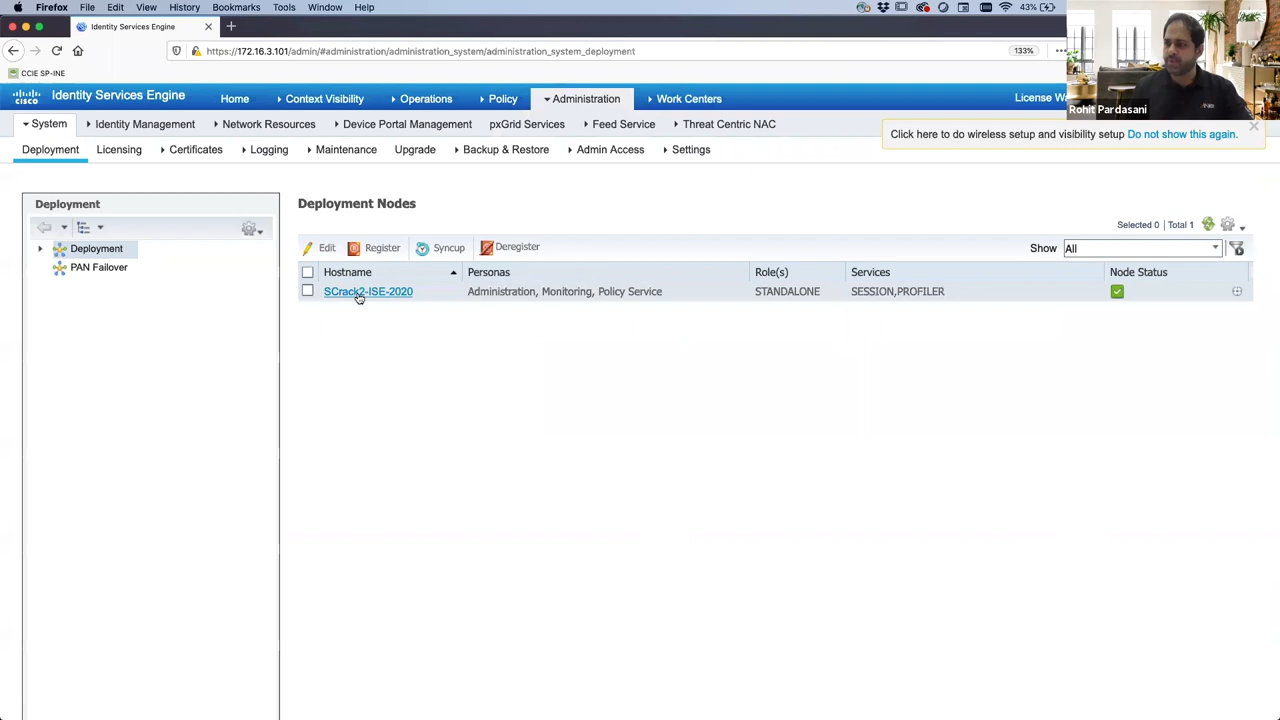 Firefox File Edit View History Bookmarks Tools Window Help 43%
Identity Services Engine
https://172.16.3.101/admin/#administration/administration_system/administration_system_deployment 133%
CCIE SP-INE
Rohit Pardasani
cisco Identity Services Engine Home Context Visibility Operations Policy Administration Work Centers License Wa
System Identity Management Network Resources Device Portal Management pxGrid Services Feed Service Threat Centric NAC
Click here to do wireless setup and visibility setup Do not show this again.
Deployment Licensing Certificates Logging Maintenance Upgrade Backup & Restore Admin Access Settings
Deployment
Deployment
PAN Failover
Deployment Nodes
Selected 0 | Total 1
Edit Register Syncup Deregister Show All
Hostname Personas Role(s) Services Node Status
SCrack2-ISE-2020 Administration, Monitoring, Policy Service STANDALONE SESSION,PROFILER